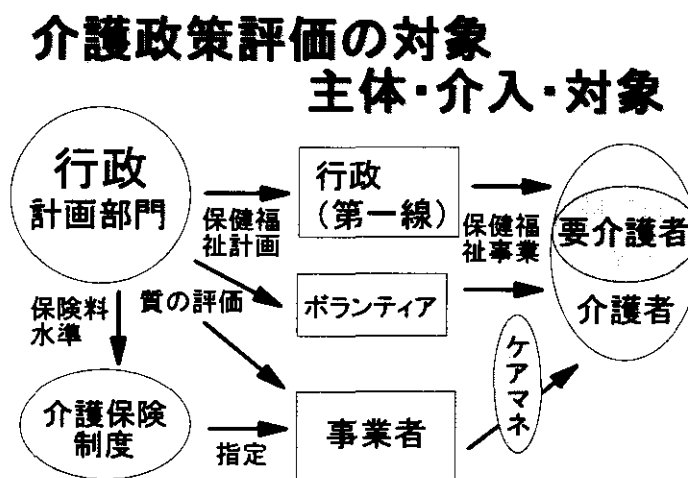 介護政策評価の対象
主体・介入・対象
行政
計画部門
保健福
祉計画
行政
(第一線)
保健福
祉事業
要介護者
介護者
保険料
水準
質の評価
ボランティア
ケアマネ
介護保険
制度
指定
事業者